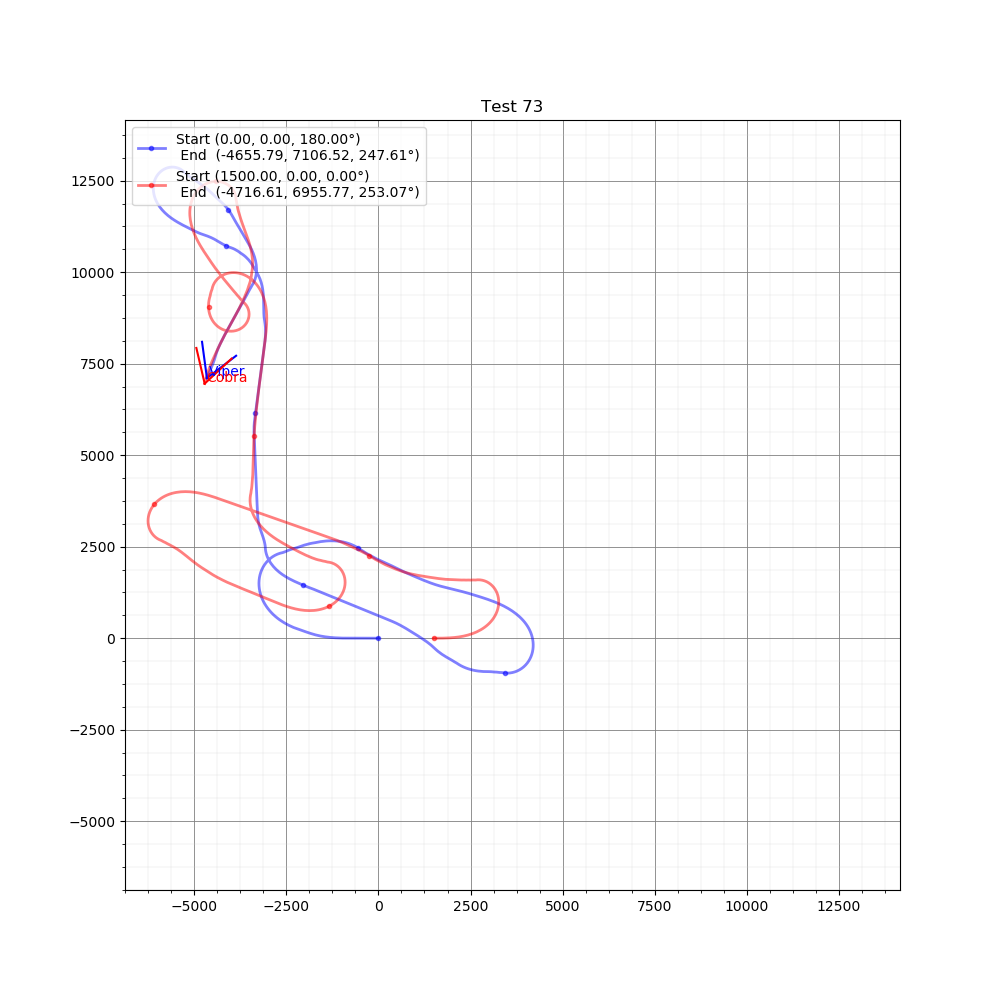 Test 73
Start (0.00, 0.00, 180.00°)
End (-4655.79, 7106.52, 247.61°)
Start (1500.00, 0.00, 0.00°)
End (-4716.61, 6955.77, 253.07°)
12500
10000
7500
5000
2500
0
−2500
−5000
Viper
Cobra
−5000 −2500 0 2500 5000 7500 10000 12500